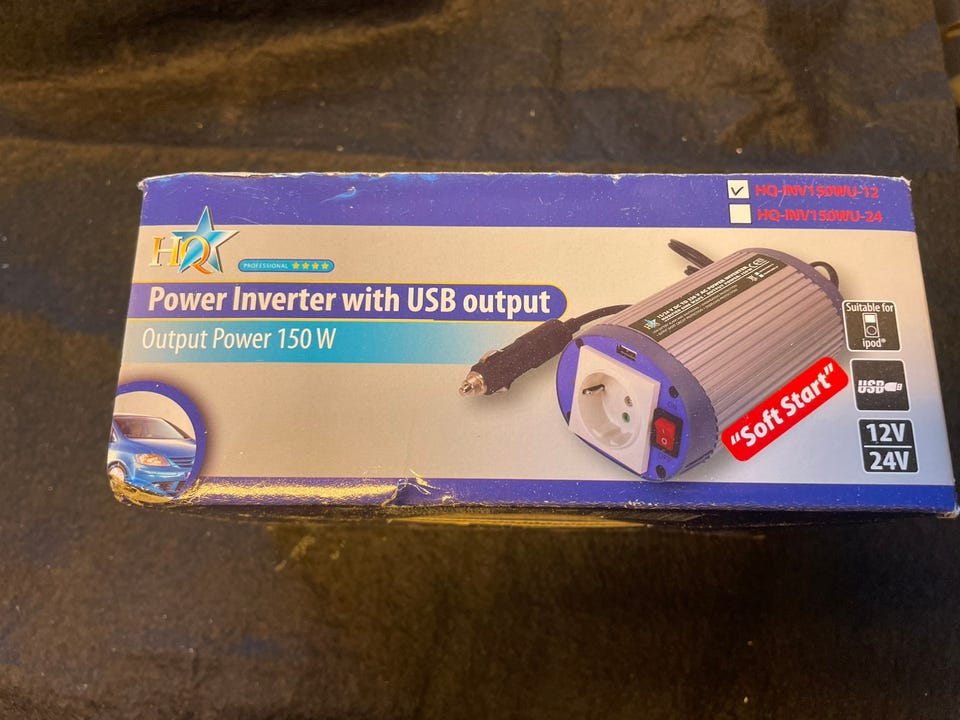 HQ-INV150WU-12
HQ-INV150WU-24
HQ
PROFESSIONAL
Power Inverter with USB output
Output Power 150 W
Suitable for
ipod®
USB
12V
24V
"Soft Start"